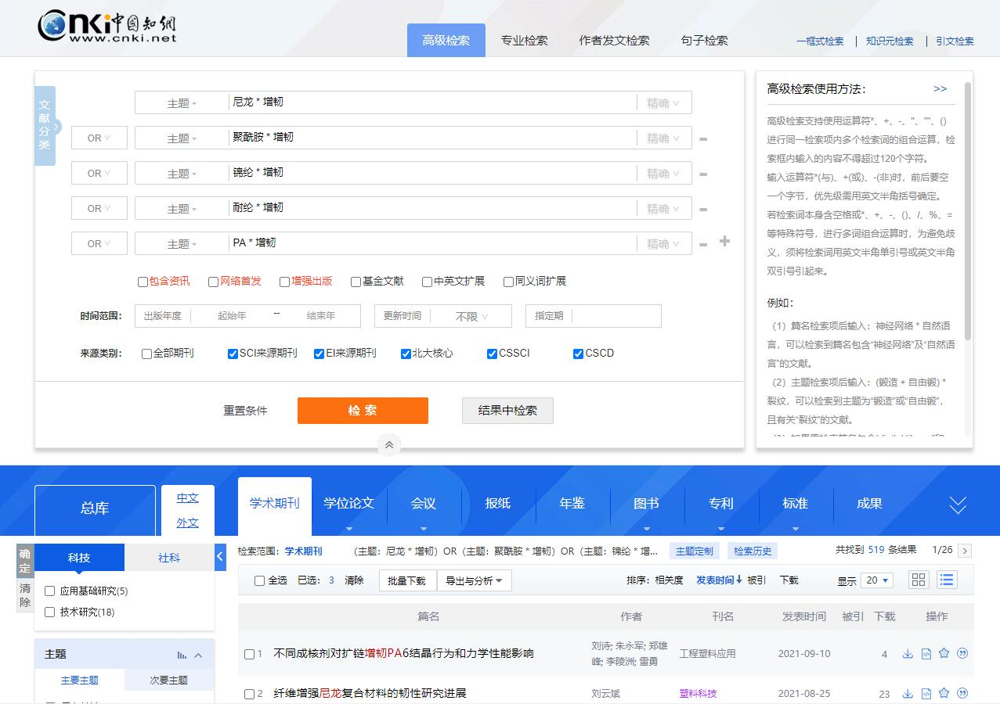 Cnki中国知網
www.cnki.net
高级检索 专业检索 作者发文检索 句子检索 一框式检索 知识元检索 引文检索
文献分类
主题 尼龙 * 增韧 精确
OR 主题 聚酰胺 * 增韧 精确
OR 主题 锦纶 * 增韧 精确
OR 主题 耐纶 * 增韧 精确
OR 主题 PA * 增韧 精确
包含资讯 网络首发 增强出版 基金文献 中英文扩展 同义词扩展
时间范围: 出版年度 起始年 -- 结束年 更新时间 不限 指定期
来源类别: 全部期刊 SCI来源期刊 EI来源期刊 北大核心 CSSCI CSCD
重置条件 检索 结果中检索
高级检索使用方法: >>
高级检索支持使用运算符*、+、-、''、""、()
进行同一检索项内多个检索词的组合运算，检
索框内输入的内容不得超过120个字符。
输入运算符*(与)、+(或)、-(非)时，前后要空
一个字节，优先级需用英文半角括号确定。
若检索词本身含空格或*、+、-、()、/、%、=
等特殊符号，进行多词组合运算时，为避免歧
义，须将检索词用英文半角单引号或英文半角
双引号引起来。
例如：
（1）篇名检索项后输入：神经网络 * 自然语
言，可以检索到篇名包含“神经网络”及“自然语
言”的文献。
（2）主题检索项后输入：(锻造 + 自由锻) *
裂纹，可以检索到主题为“锻造”或“自由锻”，
且有关“裂纹”的文献。
总库 中文 外文 学术期刊 学位论文 会议 报纸 年鉴 图书 专利 标准 成果
确定
清除
科技 社科
应用基础研究(5)
技术研究(18)
主题
主要主题 次要主题
检索范围: 学术期刊 （主题：尼龙 * 增韧）OR（主题：聚酰胺 * 增韧）OR（主题：锦纶 * 增... 主题定制 检索历史 共找到 519 条结果 1/26 >
全选 已选: 3 清除 批量下载 导出与分析 排序: 相关度 发表时间↓ 被引 下载 显示 20
篇名 作者 刊名 发表时间 被引 下载 操作
1 不同成核剂对扩链增韧PA6结晶行为和力学性能影响 刘诗; 朱永军; 郑雄峰; 李陵洲; 雷勇 工程塑料应用 2021-09-10 4
2 纤维增强尼龙复合材料的韧性研究进展 刘云斌 塑料科技 2021-08-25 23